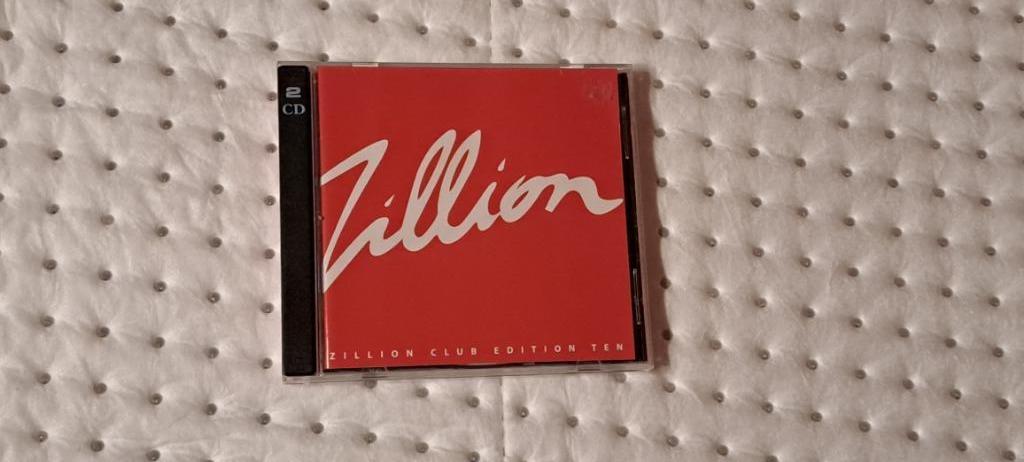 2
CD
Zillion
ZILLION CLUB EDITION TEN